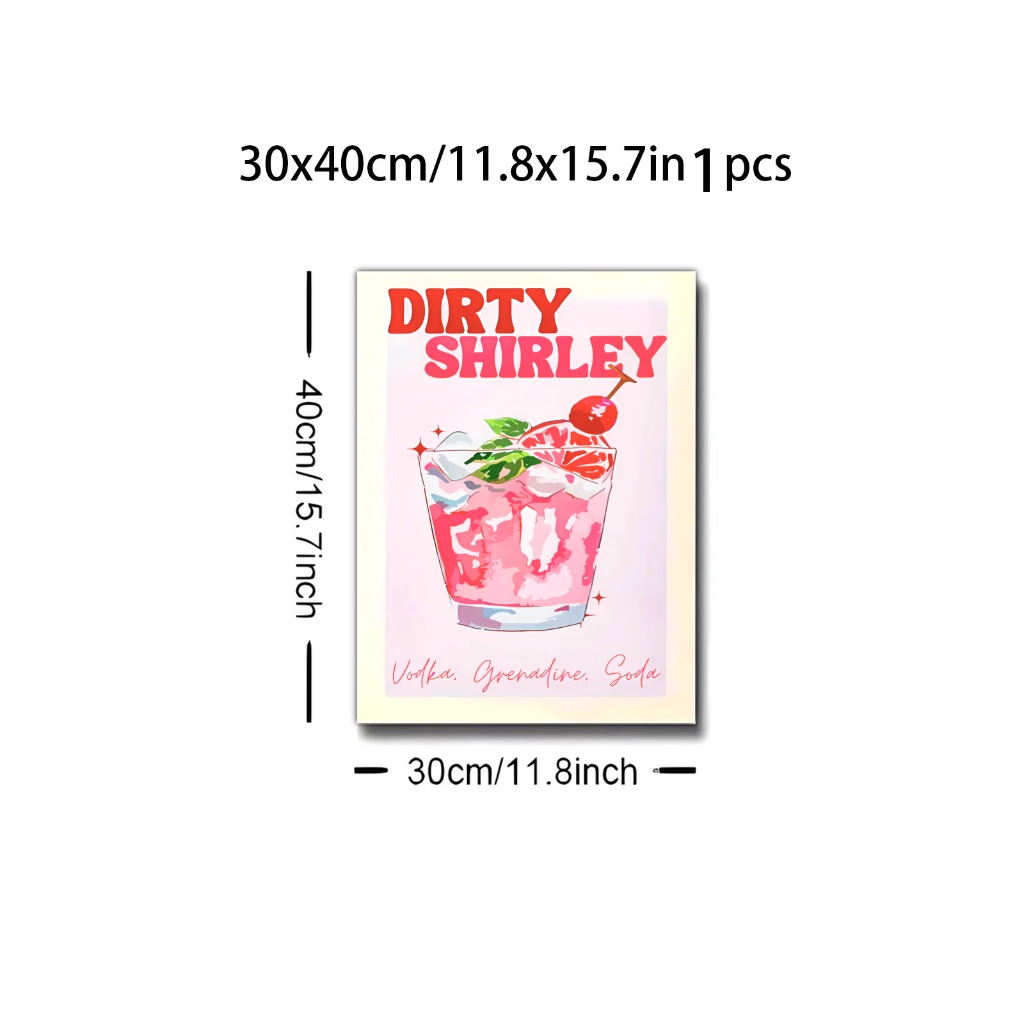 30x40cm/11.8x15.7in 1 pcs
DIRTY
SHIRLEY
40cm/15.7inch
Vodka. Grenadine. Soda
30cm/11.8inch